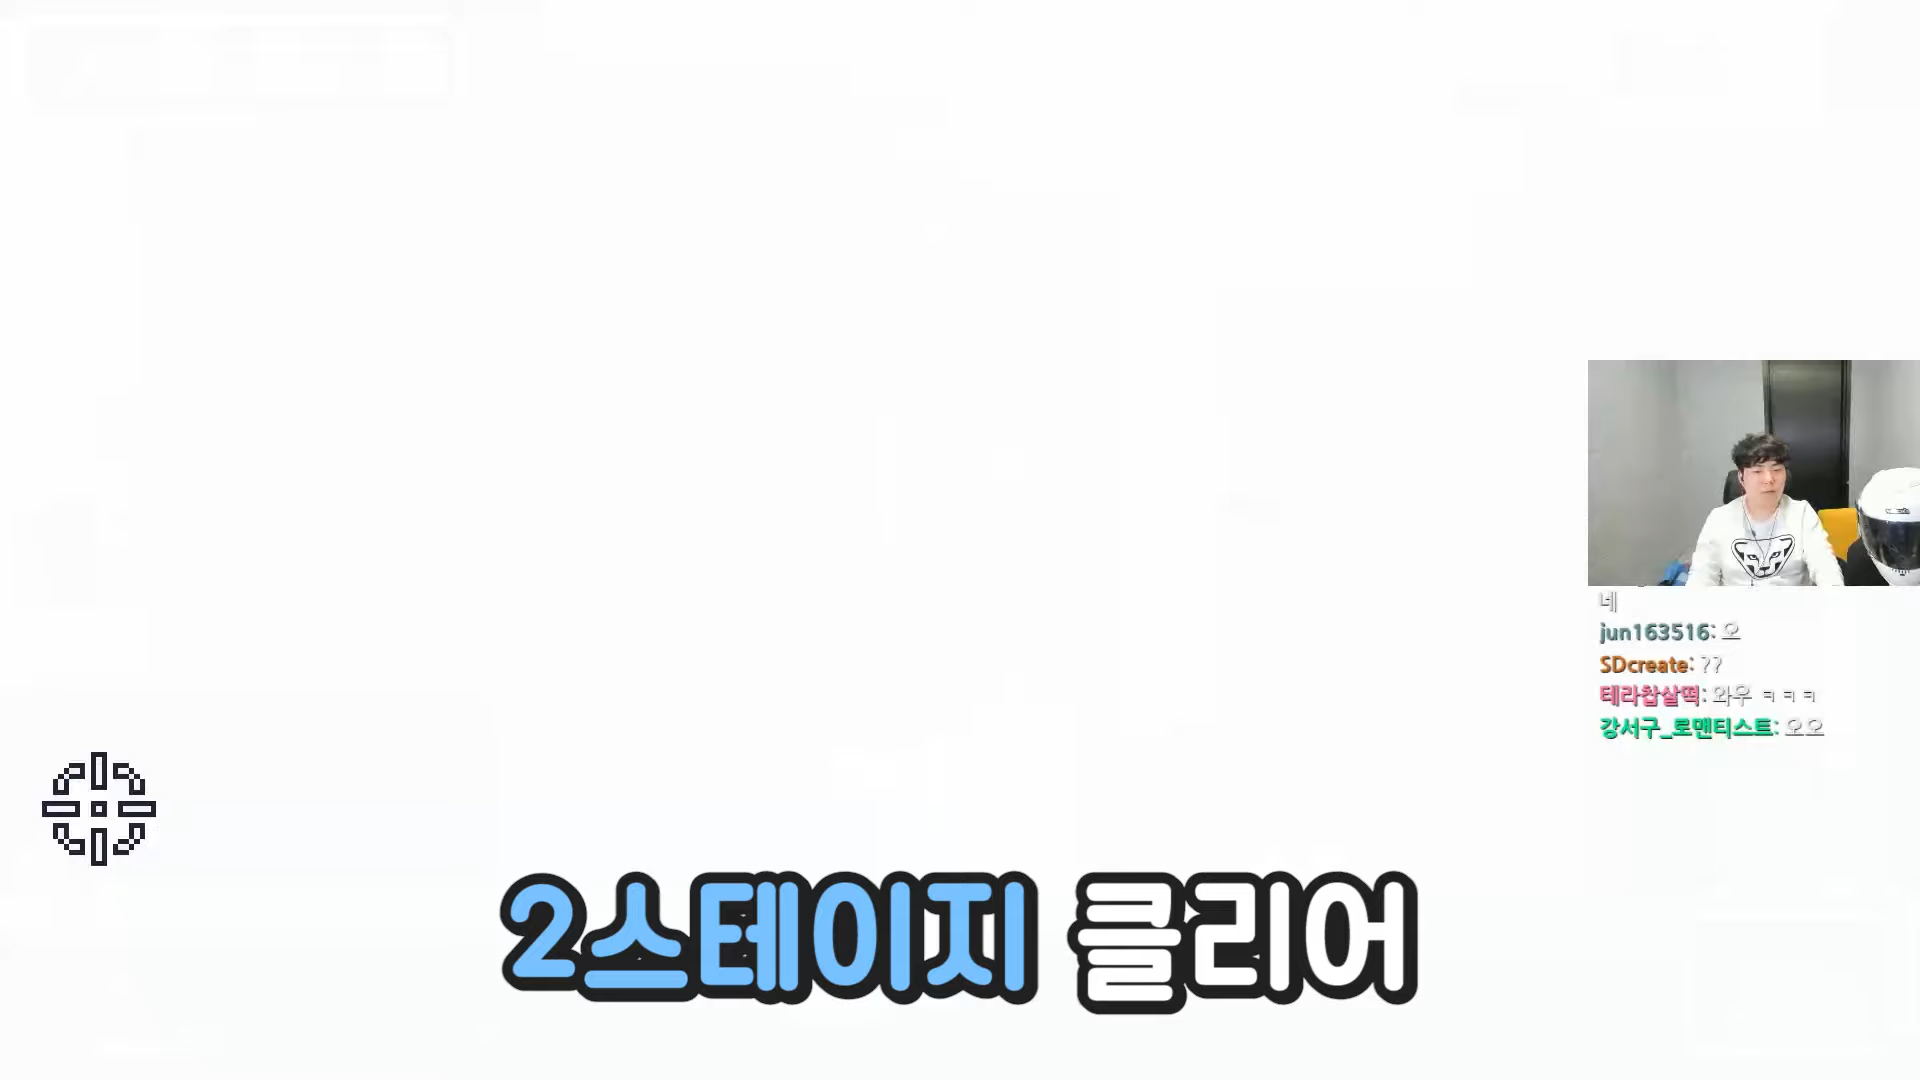 네
jun163516: 오
SDcreate: ??
테라찹살떡: 와우 ㅋㅋㅋ
강서구_로맨티스트: 오오
2스테이지 클리어